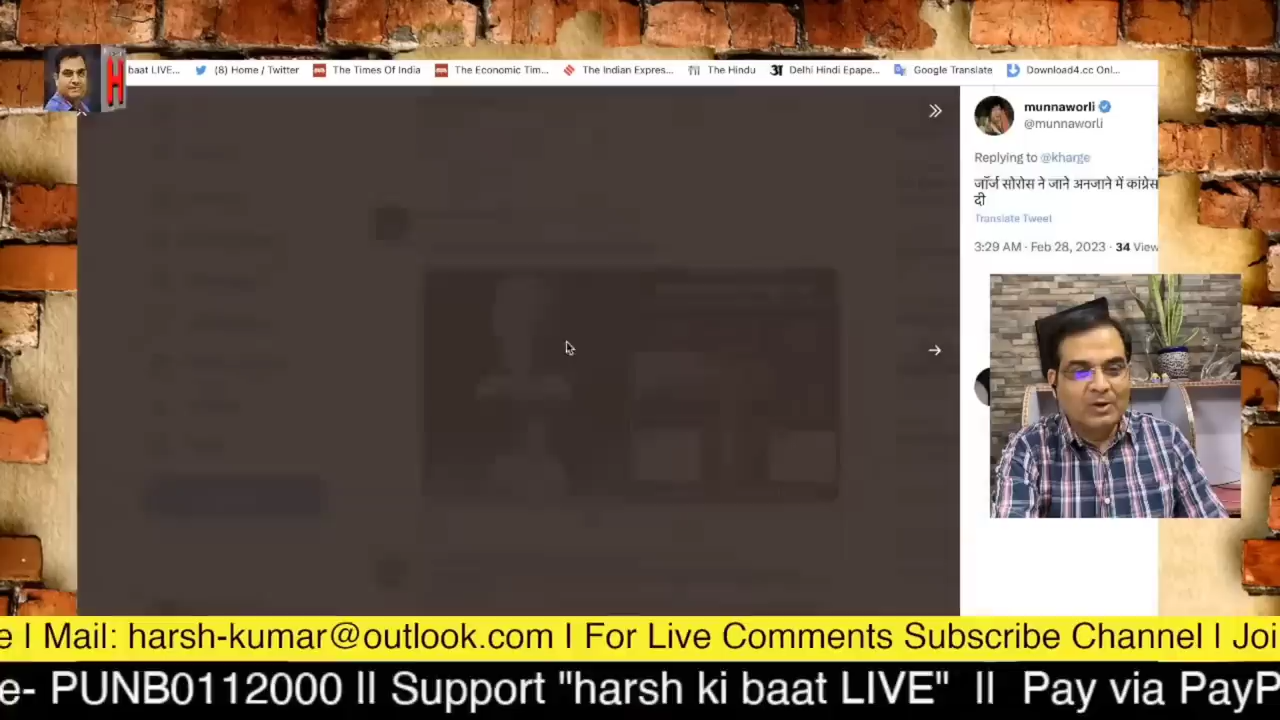 H
baat LIVE... (8) Home / Twitter The Times Of India The Economic Tim... The Indian Expres... The Hindu Delhi Hindi Epape... Google Translate Download4.cc Onl...
munnaworli
@munnaworli
Replying to @kharge
जॉर्ज सोरोस ने जाने अनजाने में कांग्रेस
दी
Translate Tweet
3:29 AM · Feb 28, 2023 · 34 View
e | Mail: harsh-kumar@outlook.com | For Live Comments Subscribe Channel | Joi
e- PUNB0112000 || Support "harsh ki baat LIVE" || Pay via PayP